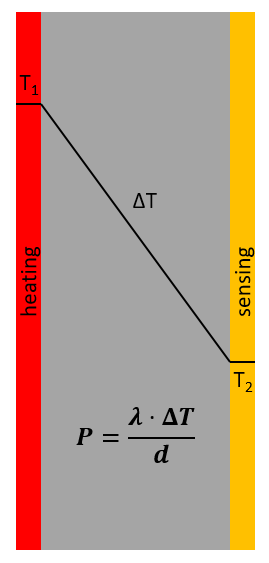 T₁
ΔT
heating
sensing
T₂
P = λ · ΔT / d